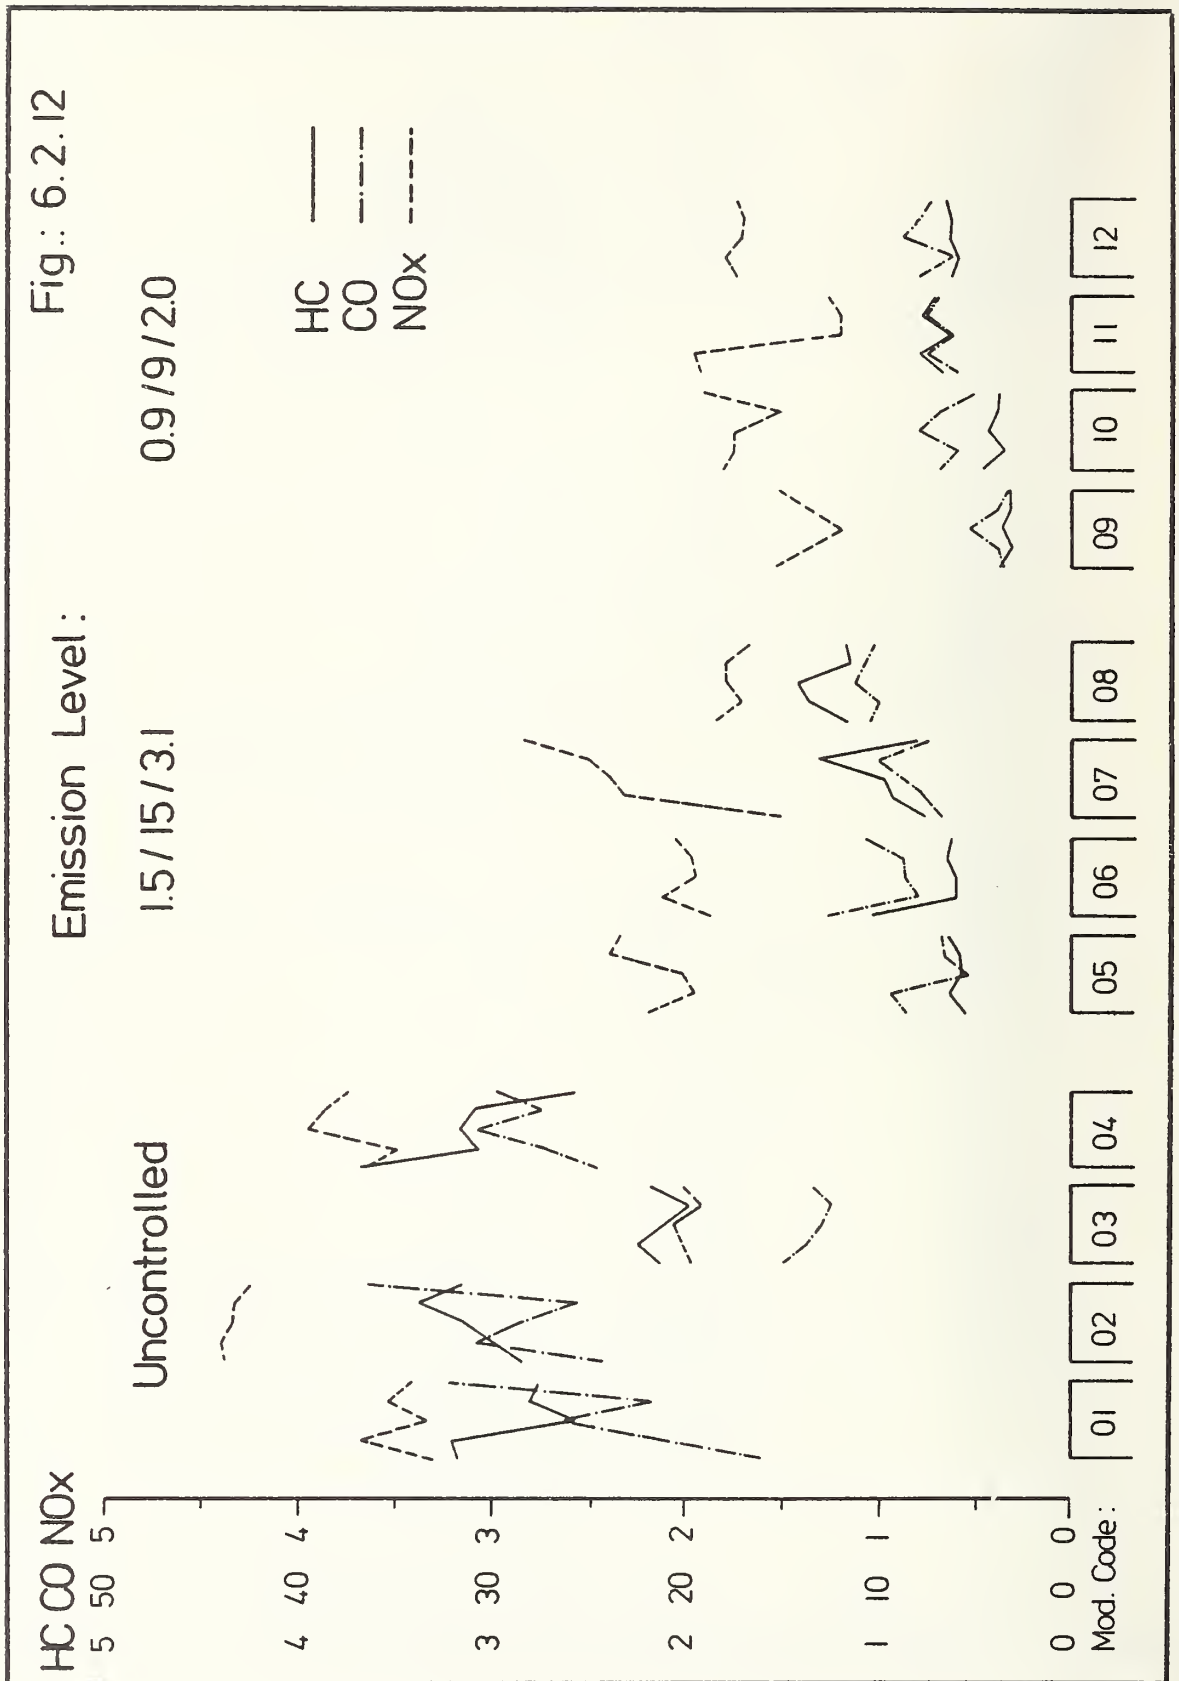 Fig.: 6.2.12
Emission Level :
Uncontrolled
1.5 / 15 / 3.1
0.9 / 9 / 2.0
HC
CO
NOx
HC CO NOx
5 50 5
4 40 4
3 30 3
2 20 2
1 10 1
0 0 0
Mod. Code :
01 02 03 04 05 06 07 08 09 10 11 12